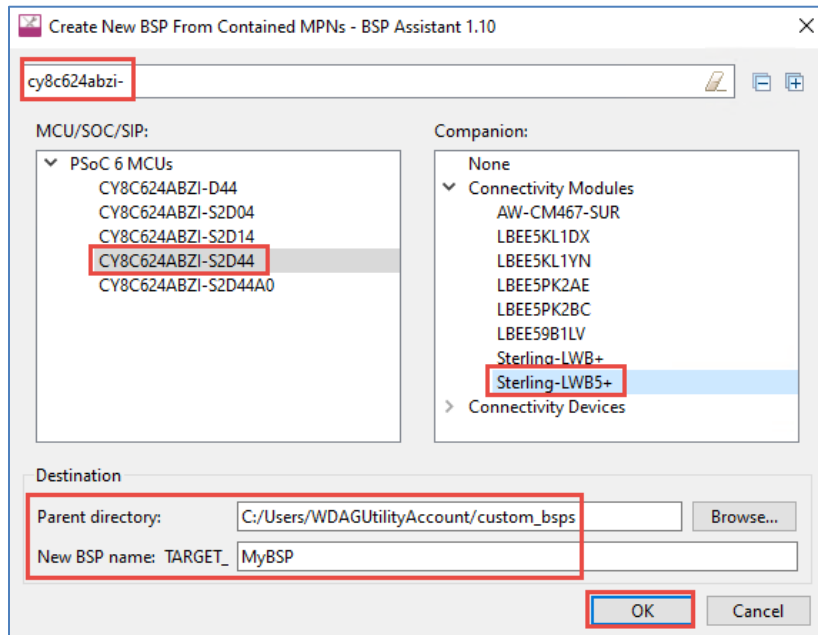 Create New BSP From Contained MPNs - BSP Assistant 1.10
cy8c624abzi-
MCU/SOC/SIP:
PSoC 6 MCUs
CY8C624ABZI-D44
CY8C624ABZI-S2D04
CY8C624ABZI-S2D14
CY8C624ABZI-S2D44
CY8C624ABZI-S2D44A0
Companion:
None
Connectivity Modules
AW-CM467-SUR
LBEE5KL1DX
LBEE5KL1YN
LBEE5PK2AE
LBEE5PK2BC
LBEE59B1LV
Sterling-LWB+
Sterling-LWB5+
Connectivity Devices
Destination
Parent directory: C:/Users/WDAGUtilityAccount/custom_bsps Browse...
New BSP name: TARGET_ MyBSP
OK Cancel